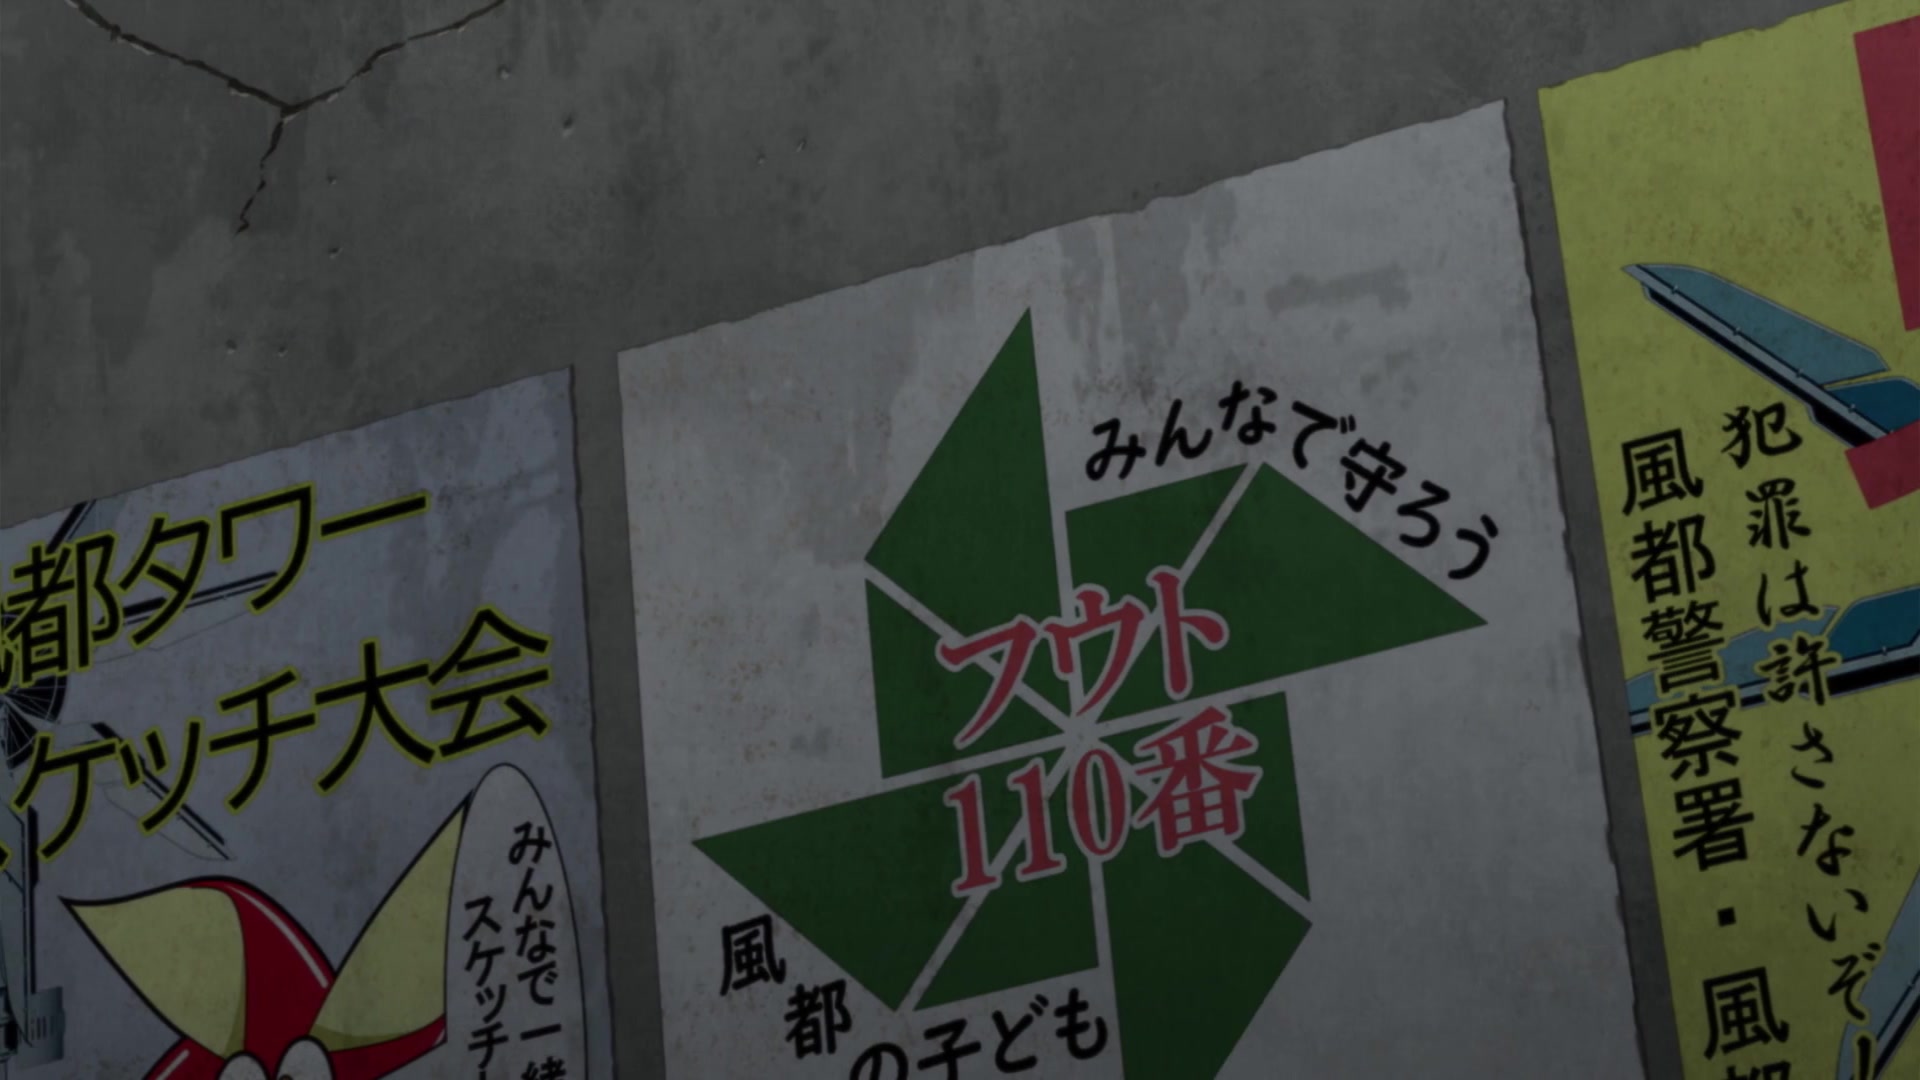 都タワー
ケッチ大会
みんなで一緒
スケッチ
みんなで守ろう
フウト
110番
風都の子ども
犯罪は許さないぞ!
風都警察署・風都